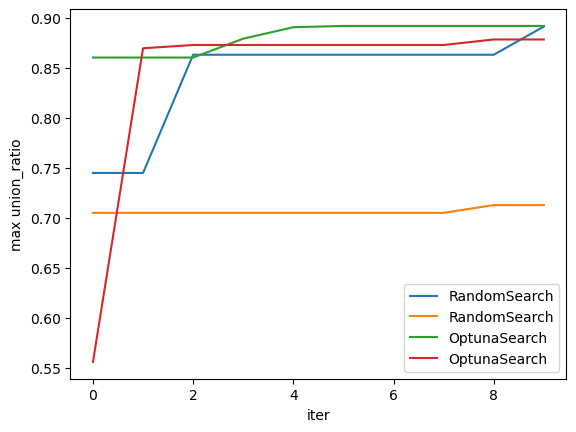 0.90
0.85
0.80
0.75
0.70
0.65
0.60
0.55
max union_ratio
0 2 4 6 8
iter
RandomSearch
RandomSearch
OptunaSearch
OptunaSearch